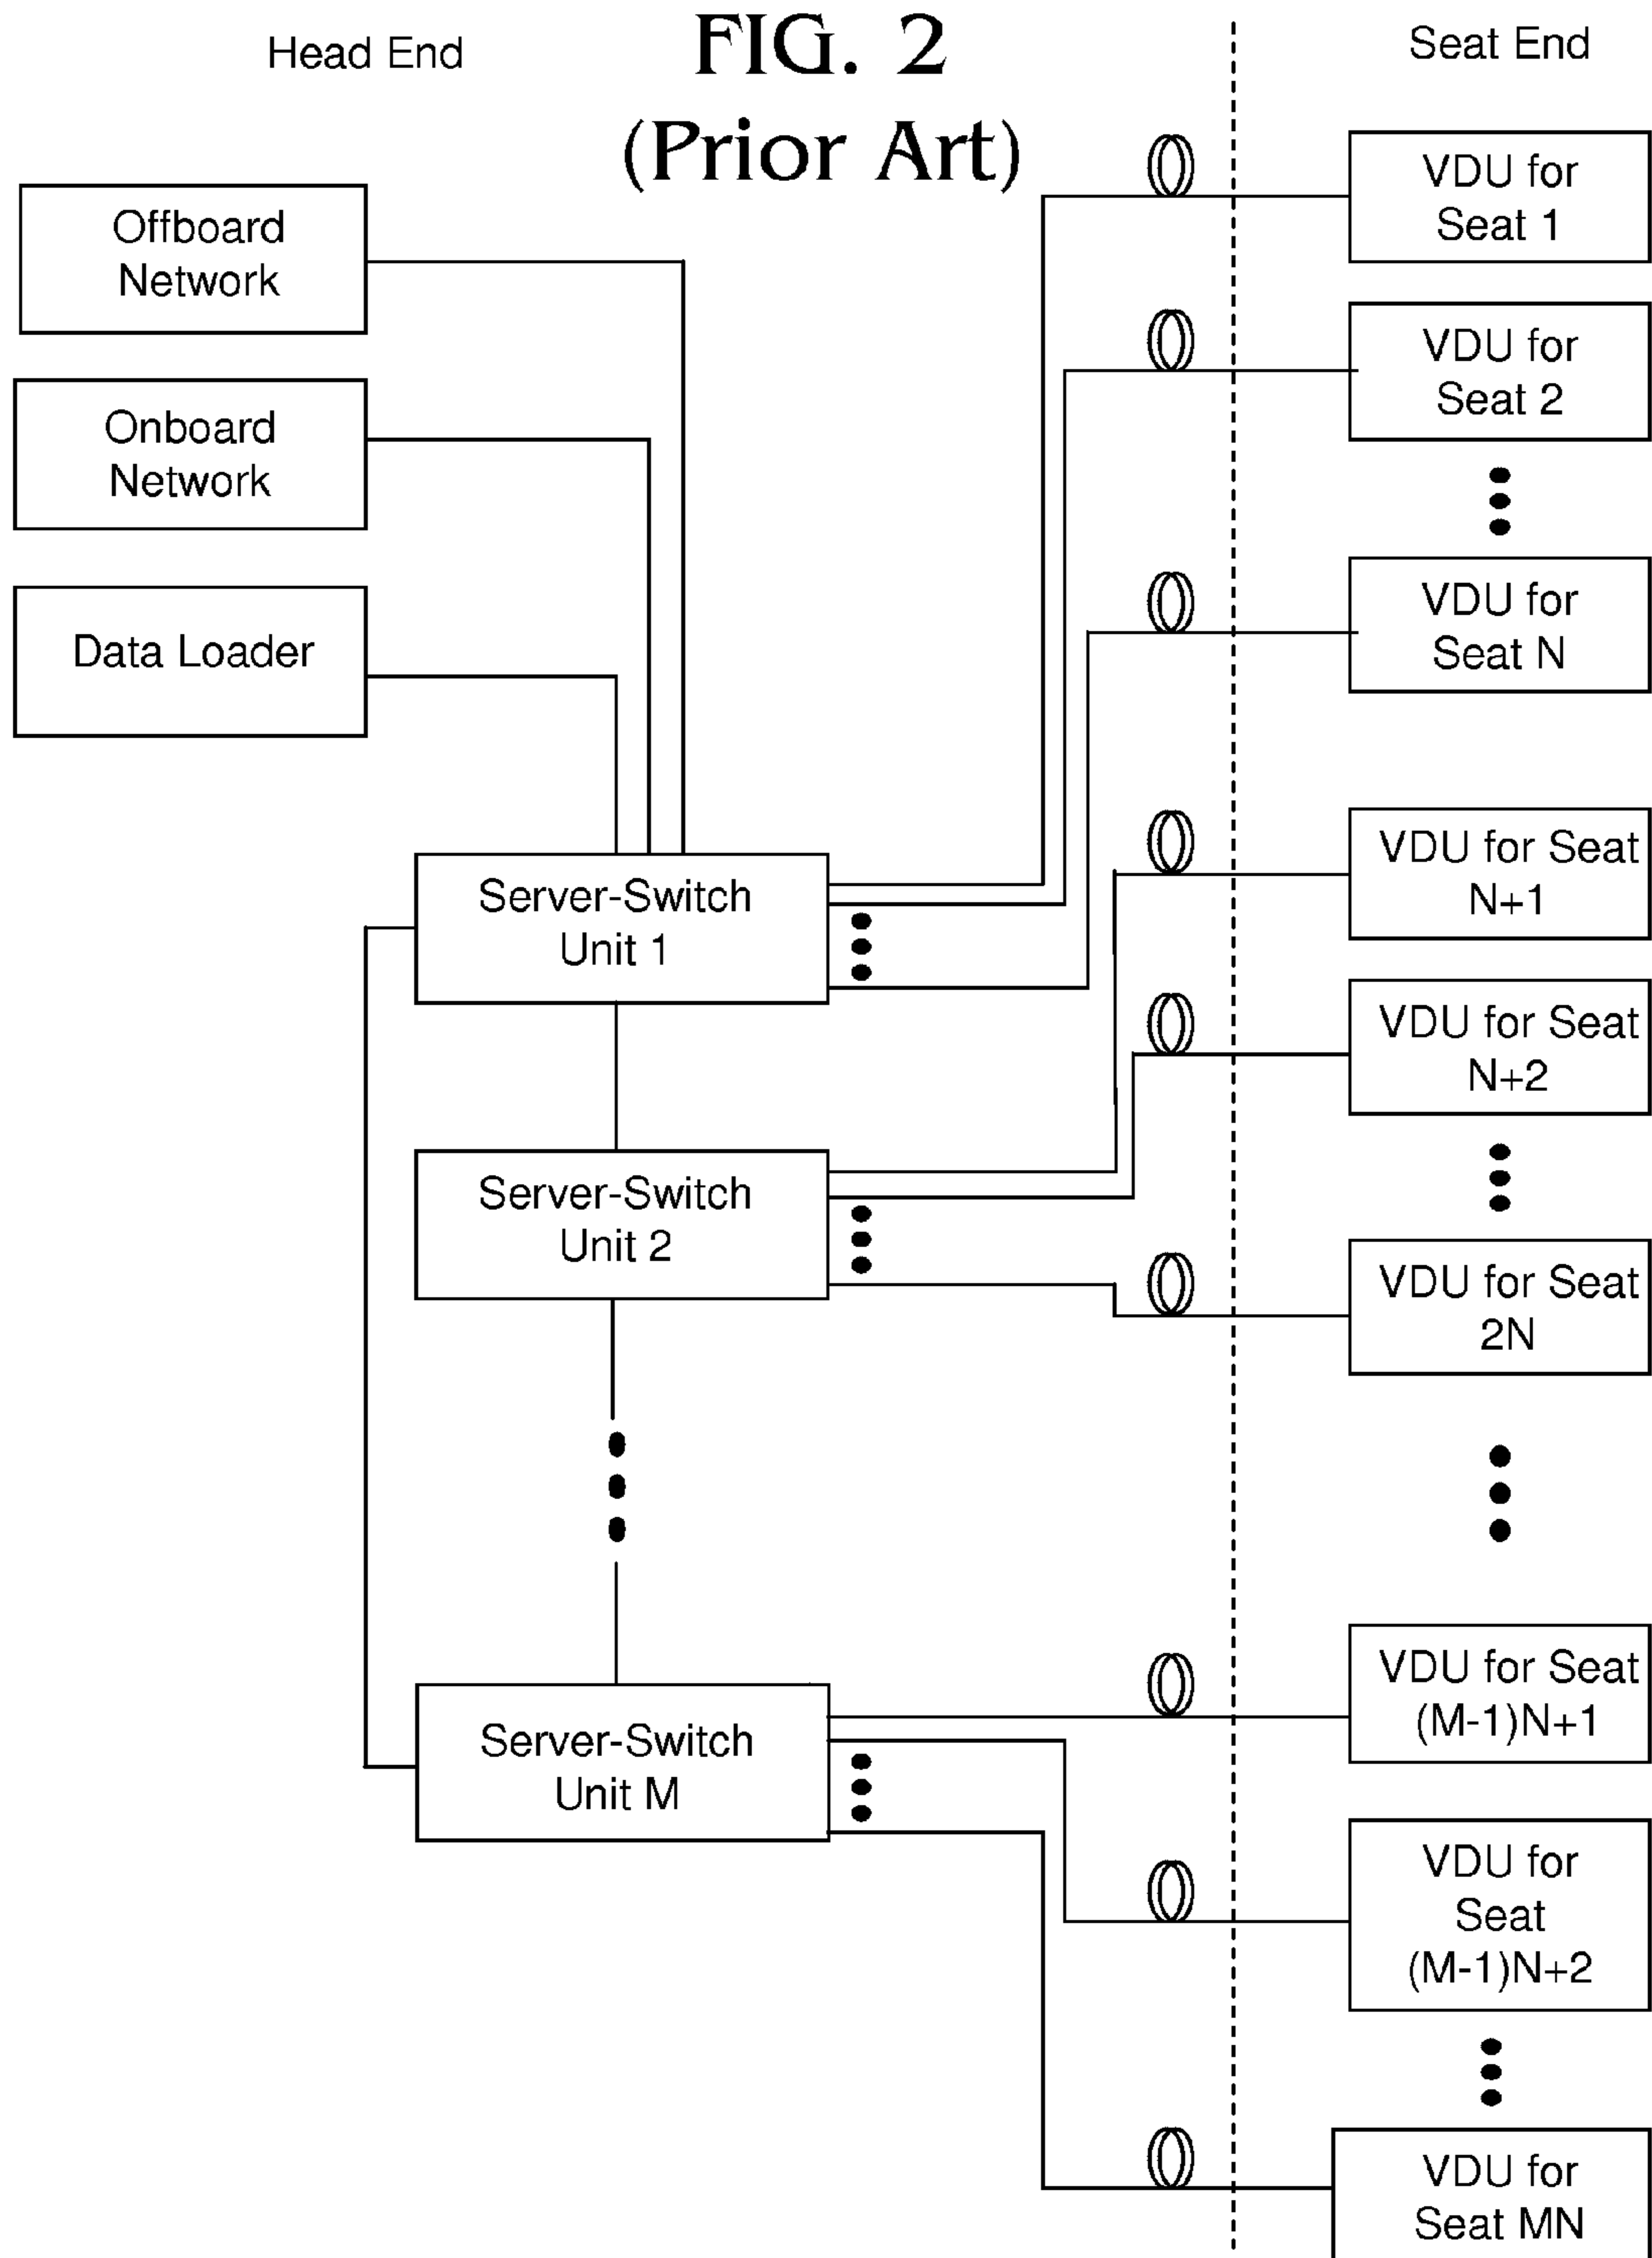 Head End
FIG. 2
(Prior Art)
Seat End
Offboard
Network
Onboard
Network
Data Loader
Server-Switch
Unit 1
Server-Switch
Unit 2
Server-Switch
Unit M
VDU for
Seat 1
VDU for
Seat 2
VDU for
Seat N
VDU for Seat
N+1
VDU for Seat
N+2
VDU for Seat
2N
VDU for Seat
(M-1)N+1
VDU for
Seat
(M-1)N+2
VDU for
Seat MN